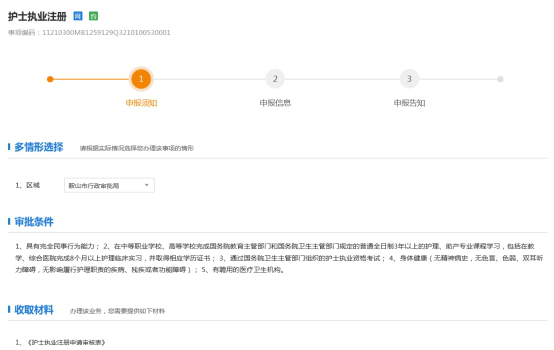 护士执业注册 网 百
事项编码：11210300MB1259129Q3210100530001
1 2 3
申报须知 申报信息 申报告知
多情形选择 请根据实际情况选择您办理该事项的情形
1、区域 鞍山市行政审批局
审批条件
1、具有完全民事行为能力； 2、在中等职业学校、高等学校完成国务院教育主管部门和国务院卫生主管部门规定的普通全日制3年以上的护理、助产专业课程学习，包括在教
学、综合医院完成8个月以上护理临床实习，并取得相应学历证书； 3、通过国务院卫生主管部门组织的护士执业资格考试； 4、身体健康（无精神病史，无色盲、色弱、双耳听
力障碍，无影响履行护理职责的疾病、残疾或者功能障碍）； 5、有聘用的医疗卫生机构。
收取材料 办理该业务，您需要提供如下材料
1、《护士执业注册申请审核表》